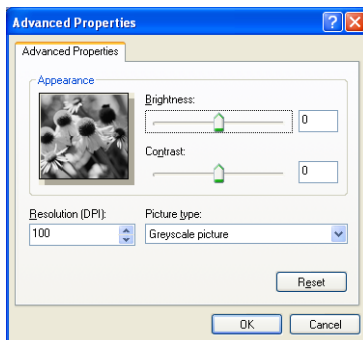 Advanced Properties
Advanced Properties
Appearance
Brightness:
0
Contrast:
0
Resolution (DPI):
Picture type:
100
Greyscale picture
Reset
OK
Cancel